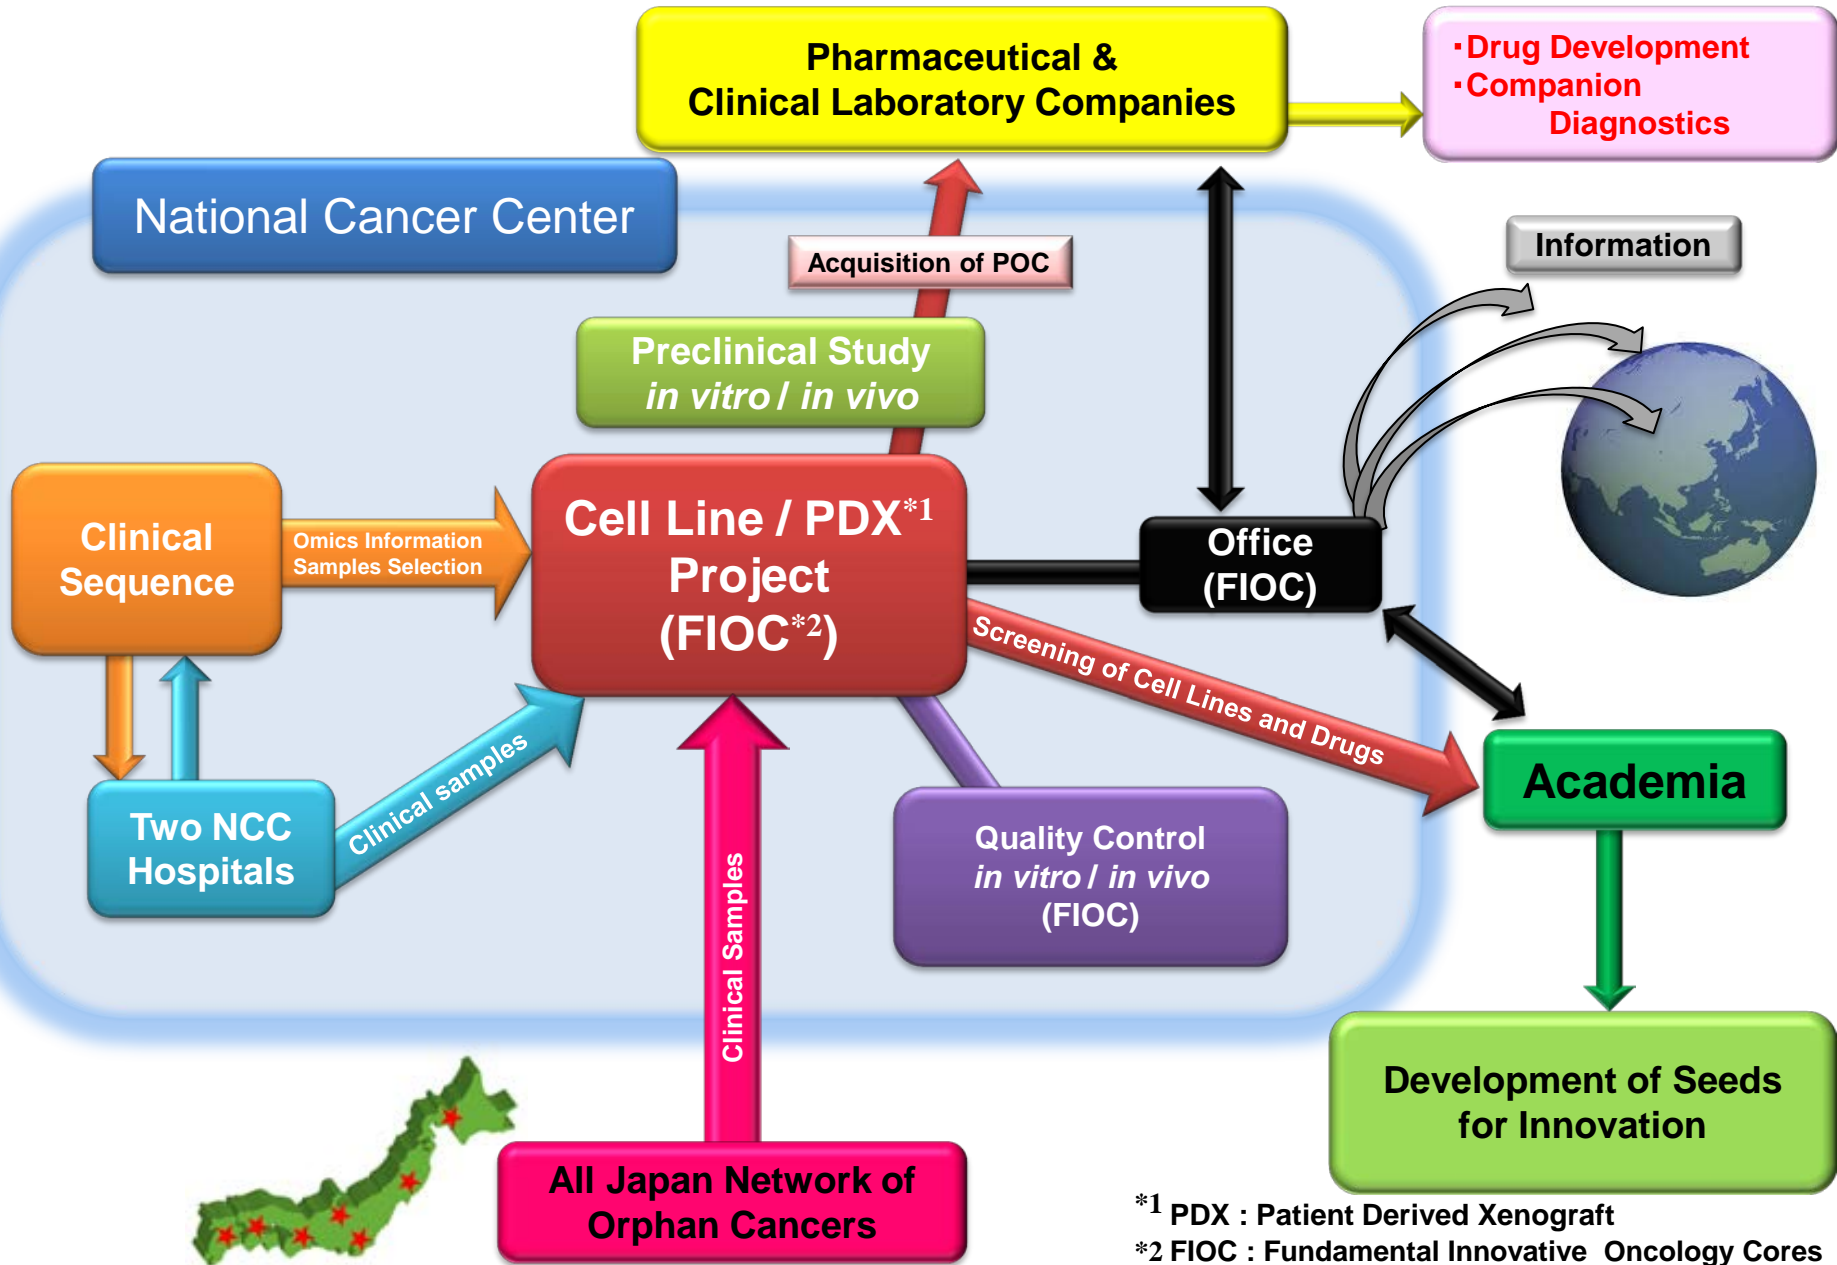 Pharmaceutical &
Clinical Laboratory Companies
・Drug Development
・Companion
Diagnostics
National Cancer Center
Information
Acquisition of POC
Preclinical Study
in vitro / in vivo
Clinical
Sequence
Omics Information
Samples Selection
Cell Line / PDX*1
Project
(FIOC*2)
Office
(FIOC)
Screening of Cell Lines and Drugs
Clinical samples
Two NCC
Hospitals
Academia
Quality Control
in vitro / in vivo
(FIOC)
Clinical Samples
Development of Seeds
for Innovation
All Japan Network of
Orphan Cancers
*1 PDX : Patient Derived Xenograft
*2 FIOC : Fundamental Innovative Oncology Cores